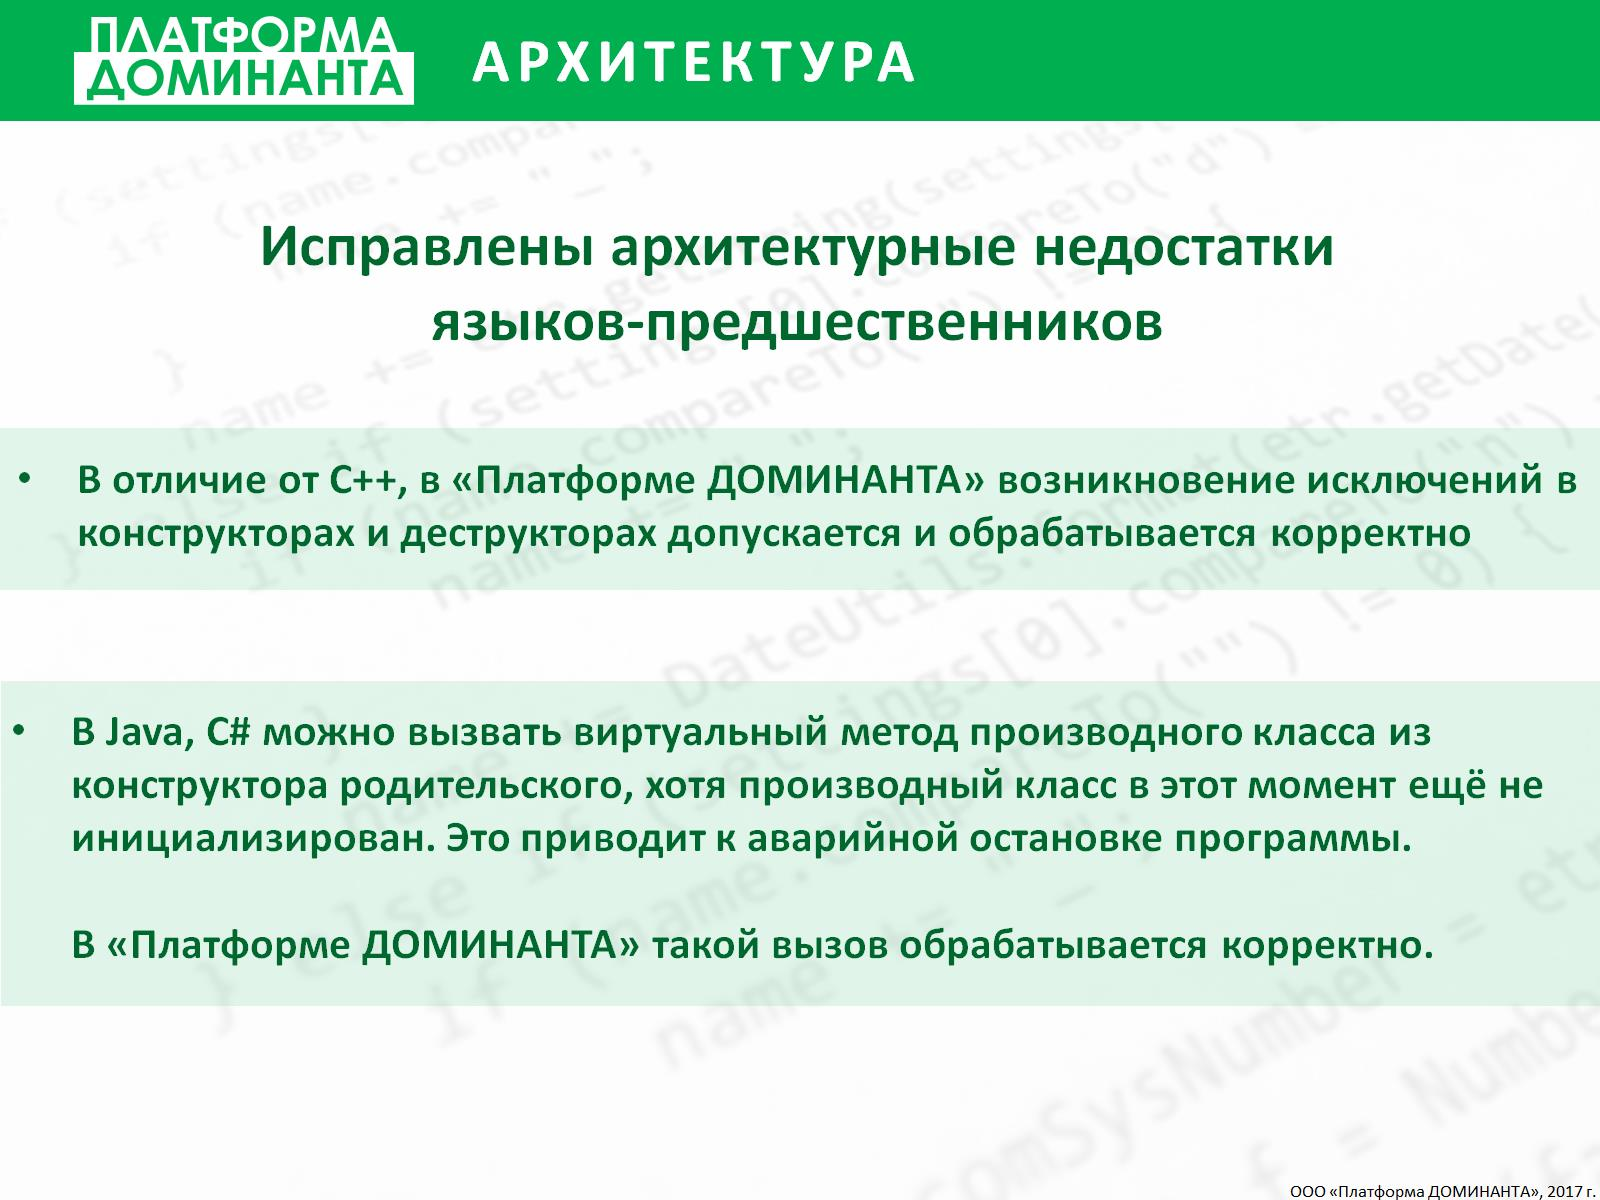 ПЛАТФОРМА
ДОМИНАНТА
АРХИТЕКТУРА
Исправлены архитектурные недостатки
языков-предшественников
• В отличие от С++, в «Платформе ДОМИНАНТА» возникновение исключений в
конструкторах и деструкторах допускается и обрабатывается корректно
• В Java, C# можно вызвать виртуальный метод производного класса из
конструктора родительского, хотя производный класс в этот момент ещё не
инициализирован. Это приводит к аварийной остановке программы.
В «Платформе ДОМИНАНТА» такой вызов обрабатывается корректно.
ООО «Платформа ДОМИНАНТА», 2017 г.